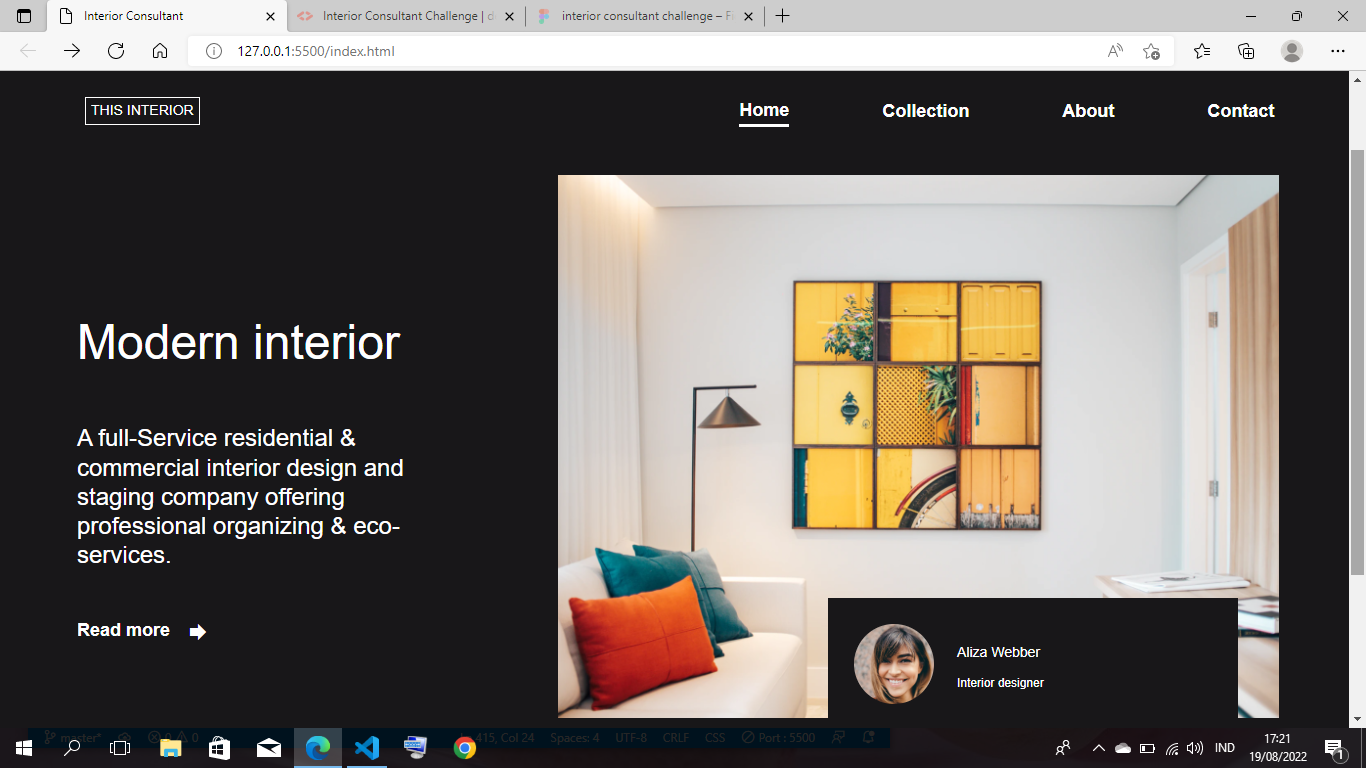 Interior Consultant
Interior Consultant Challenge | d
interior consultant challenge – Fi
127.0.0.1:5500/index.html
THIS INTERIOR
Home
Collection
About
Contact
Modern interior
A full-Service residential &
commercial interior design and
staging company offering
professional organizing & eco-
services.
Read more
Aliza Webber
Interior designer
master*
0
0
415, Col 24
Spaces: 4
UTF-8
CRLF
CSS
Port : 5500
IND
17:21
19/08/2022
1